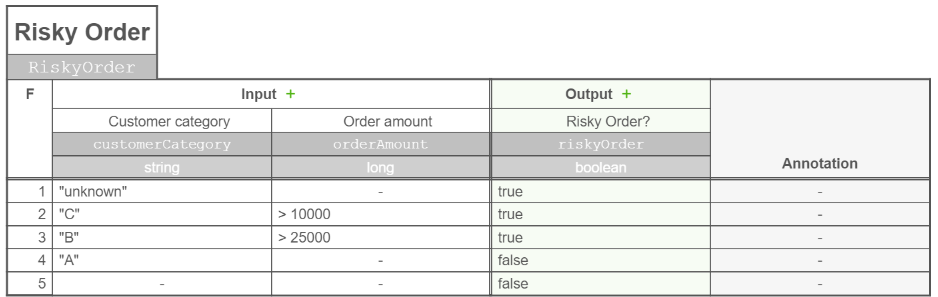 Risky Order
RiskyOrder
F Input + Output + Annotation
Customer category Order amount Risky Order?
customerCategory orderAmount riskyOrder
string long boolean
1 "unknown" - true -
2 "C" > 10000 true -
3 "B" > 25000 true -
4 "A" - false -
5 - - false -